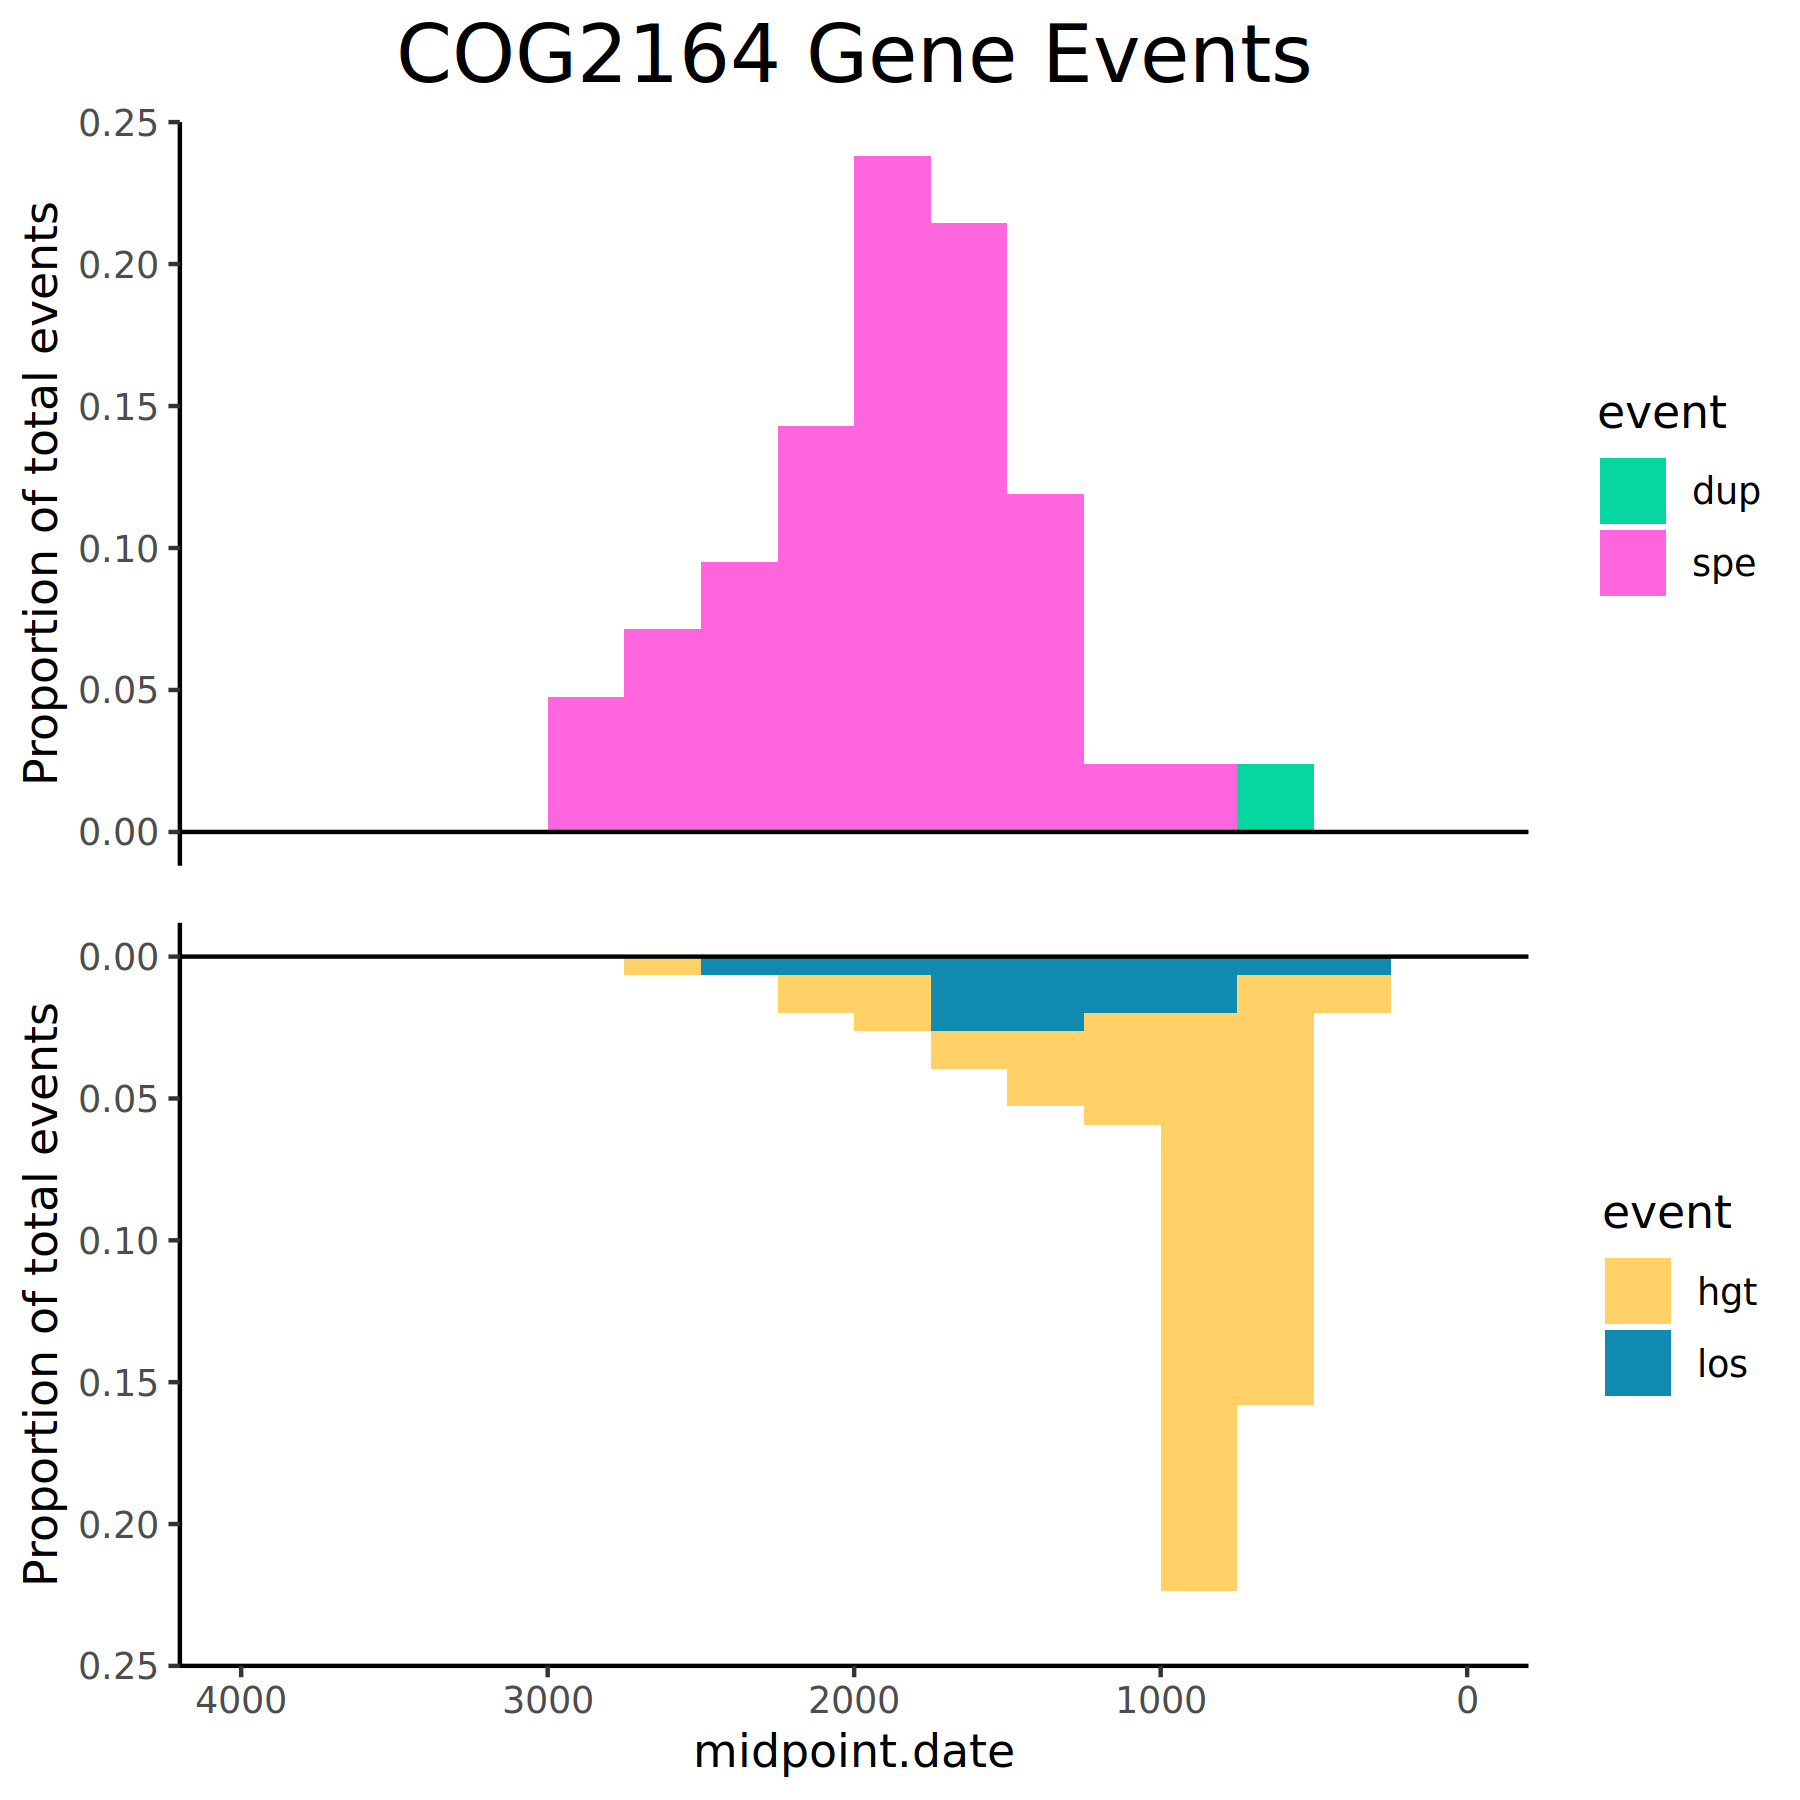 COG2164 Gene Events
0.25
0.20
0.15
0.10
0.05
0.00
Proportion of total events
event
dup
spe
0.00
0.05
0.10
0.15
0.20
0.25
Proportion of total events
event
hgt
los
4000 3000 2000 1000 0
midpoint.date